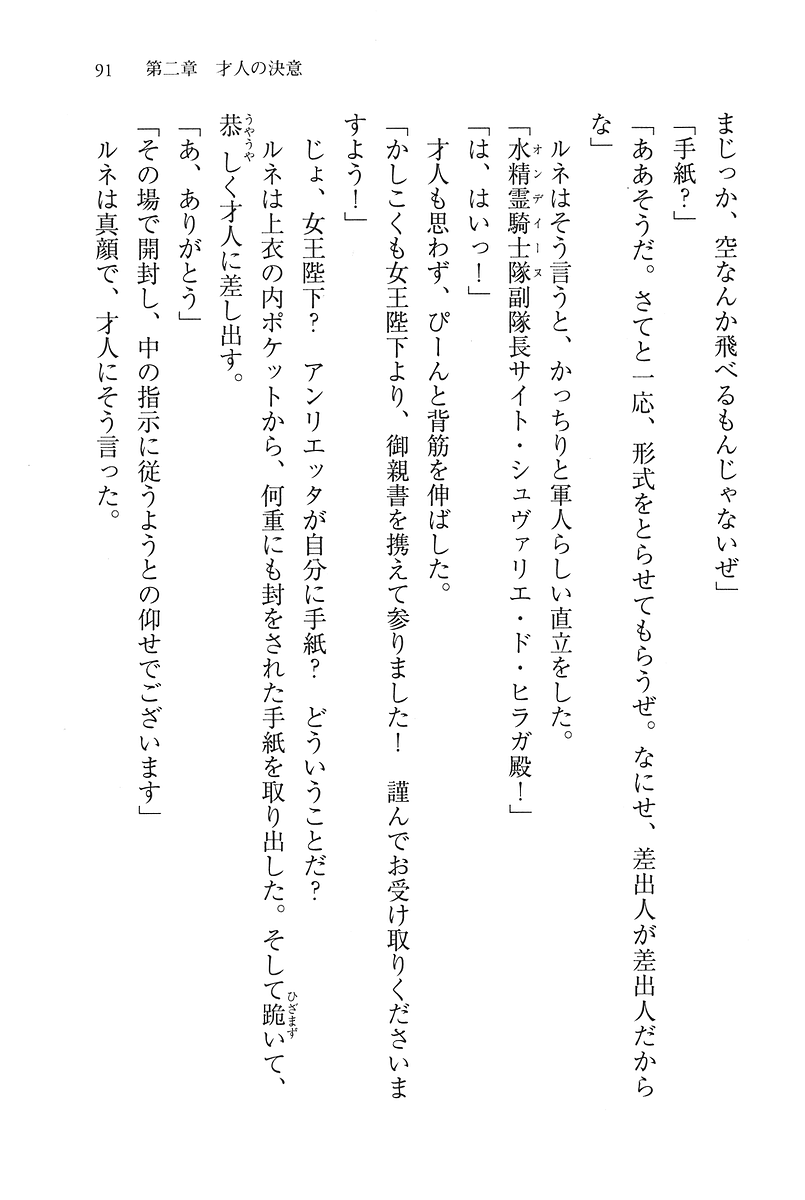 91 第二章 才人の決意
まじっか、空なんか飛べるもんじゃないぜ」
「手紙？」
「ああそうだ。さてと一応、形式をとらせてもらうぜ。なにせ、差出人が差出人だから
な」
　ルネはそう言うと、かっちりと軍人らしい直立をした。
「水精霊騎士隊副隊長サイト・シュヴァリエ・ド・ヒラガ殿！」
オンディーヌ
「は、はいっ！」
　才人も思わず、ぴーんと背筋を伸ばした。
「かしこくも女王陛下より、御親書を携えて参りました！　謹んでお受け取りくださいま
すよう！」
　じょ、女王陛下？　アンリエッタが自分に手紙？　どういうことだ？
　ルネは上衣の内ポケットから、何重にも封をされた手紙を取り出した。そして跪いて、
ひざまず
恭しく才人に差し出す。
うやうや
「あ、ありがとう」
「その場で開封し、中の指示に従うようとの仰せでございます」
　ルネは真顔で、才人にそう言った。